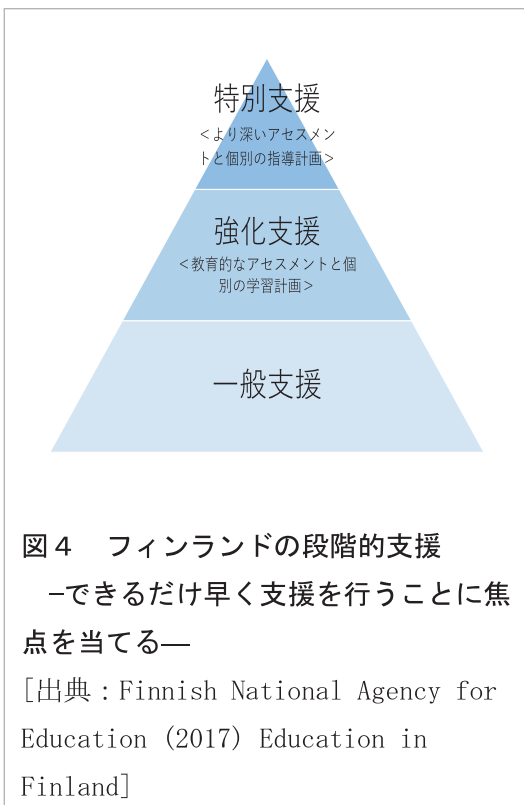 特別支援
<より深いアセスメン
トと個別の指導計画>
強化支援
<教育的なアセスメントと個
別の学習計画>
一般支援
図４　フィンランドの段階的支援
−できるだけ早く支援を行うことに焦
点を当てる―
[出典：Finnish National Agency for
Education (2017) Education in
Finland]